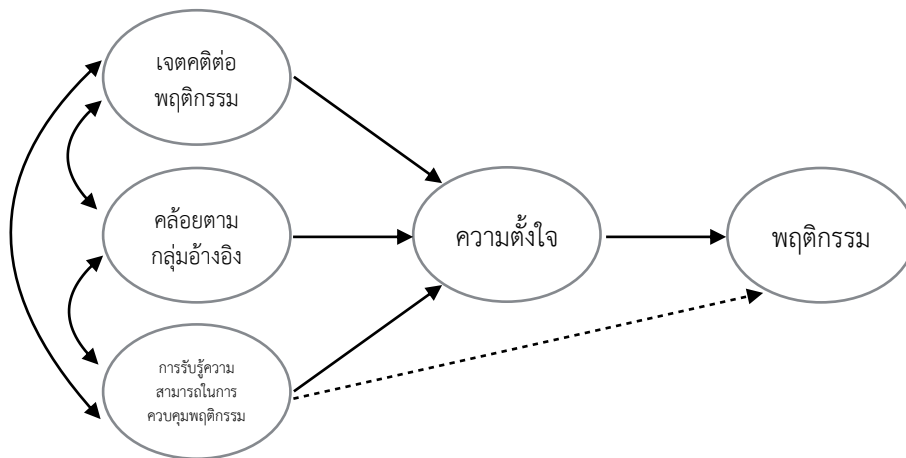 เจตคติต่อ
พฤติกรรม
คล้อยตาม
กลุ่มอ้างอิง
การรับรู้ความ
สามารถในการ
ควบคุมพฤติกรรม
ความตั้งใจ
พฤติกรรม